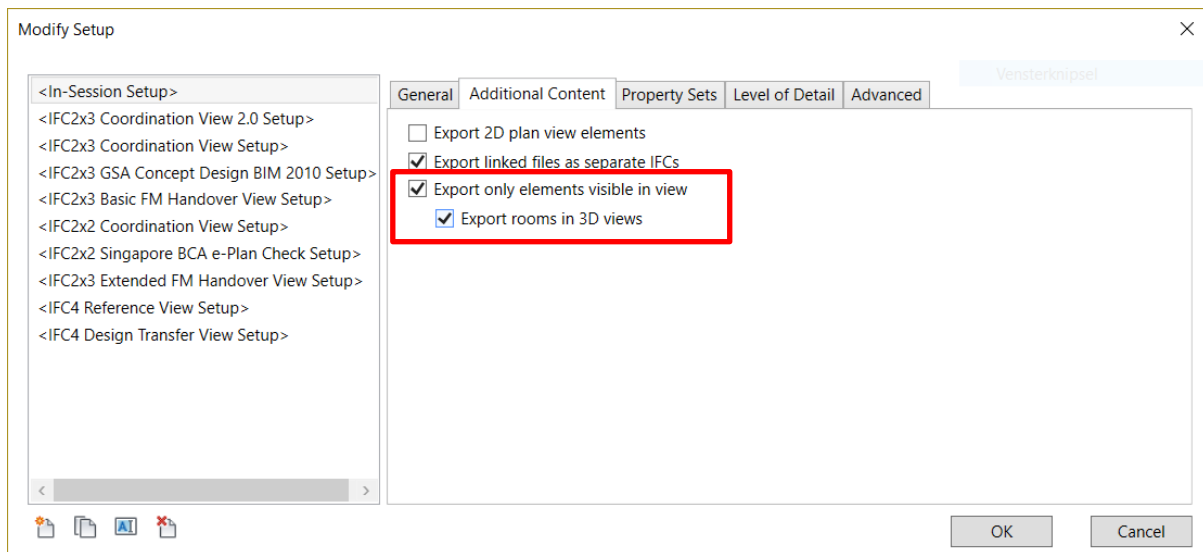 Modify Setup
Vensterknipsel
<In-Session Setup>
<IFC2x3 Coordination View 2.0 Setup>
<IFC2x3 Coordination View Setup>
<IFC2x3 GSA Concept Design BIM 2010 Setup>
<IFC2x3 Basic FM Handover View Setup>
<IFC2x2 Coordination View Setup>
<IFC2x2 Singapore BCA e-Plan Check Setup>
<IFC2x3 Extended FM Handover View Setup>
<IFC4 Reference View Setup>
<IFC4 Design Transfer View Setup>
General Additional Content Property Sets Level of Detail Advanced
Export 2D plan view elements
Export linked files as separate IFCs
Export only elements visible in view
Export rooms in 3D views
AI
OK Cancel